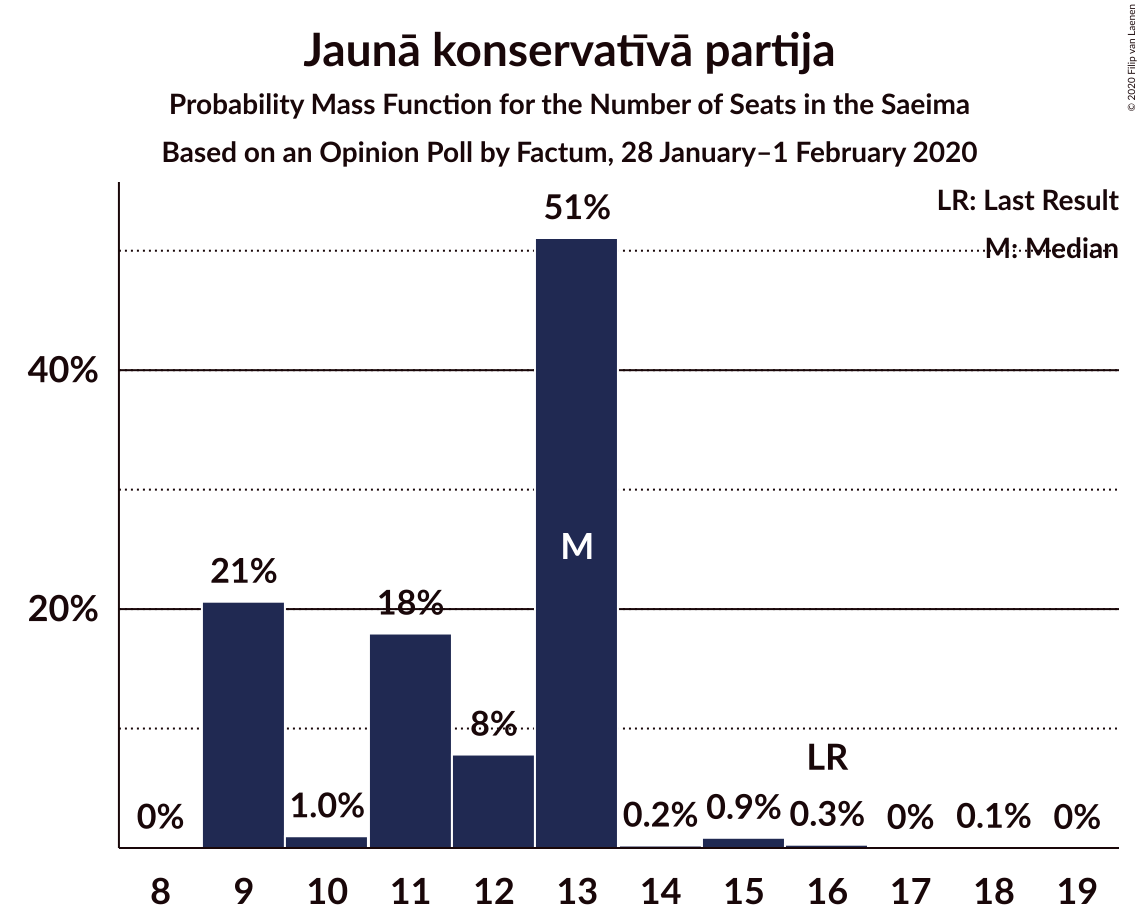 Jaunā konservatīvā partija
Probability Mass Function for the Number of Seats in the Saeima
Based on an Opinion Poll by Factum, 28 January–1 February 2020
© 2020 Filip van Laenen
LR: Last Result
M: Median
51%
40%
M
21%
18%
20%
8%
LR
0%
1.0%
0.2%
0.9%
0.3%
0%
0.1%
0%
8 9 10 11 12 13 14 15 16 17 18 19